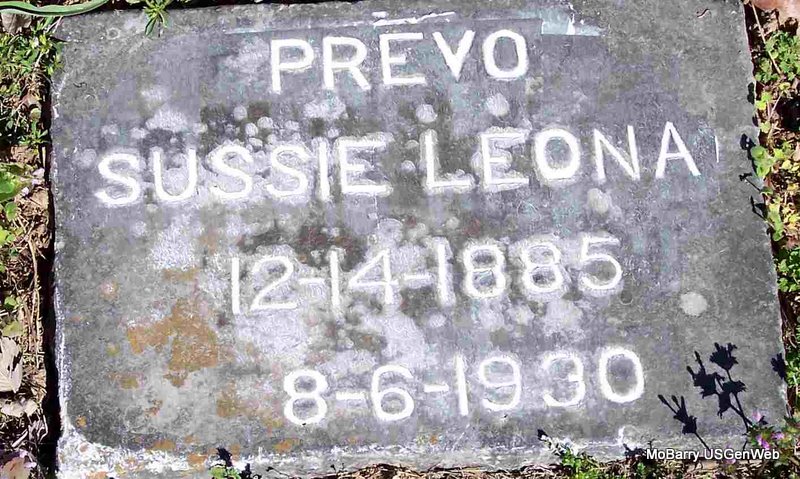 PREVO
SUSSIE LEONA
12-14-1885
8-6-1930
MoBarry USGenWeb